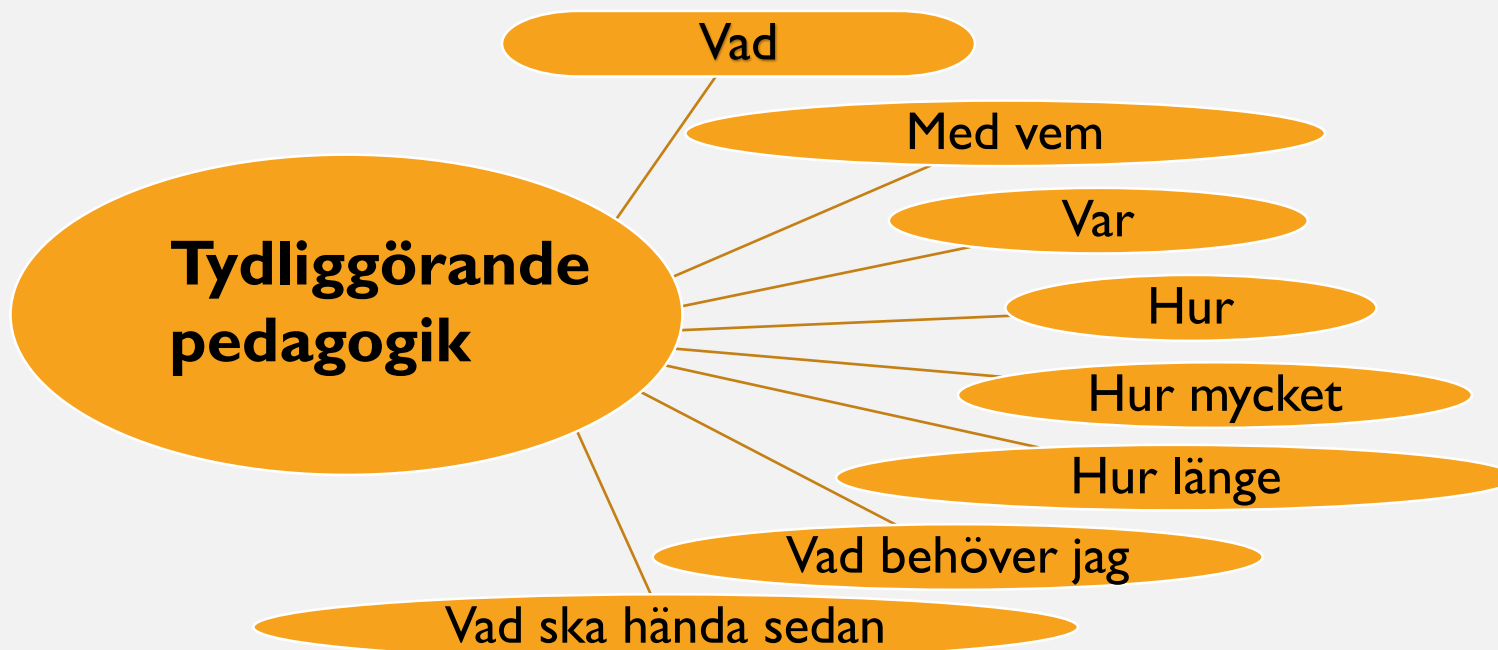 Vad
Med vem
Var
Tydliggörande
pedagogik
Hur
Hur mycket
Hur länge
Vad behöver jag
Vad ska hända sedan